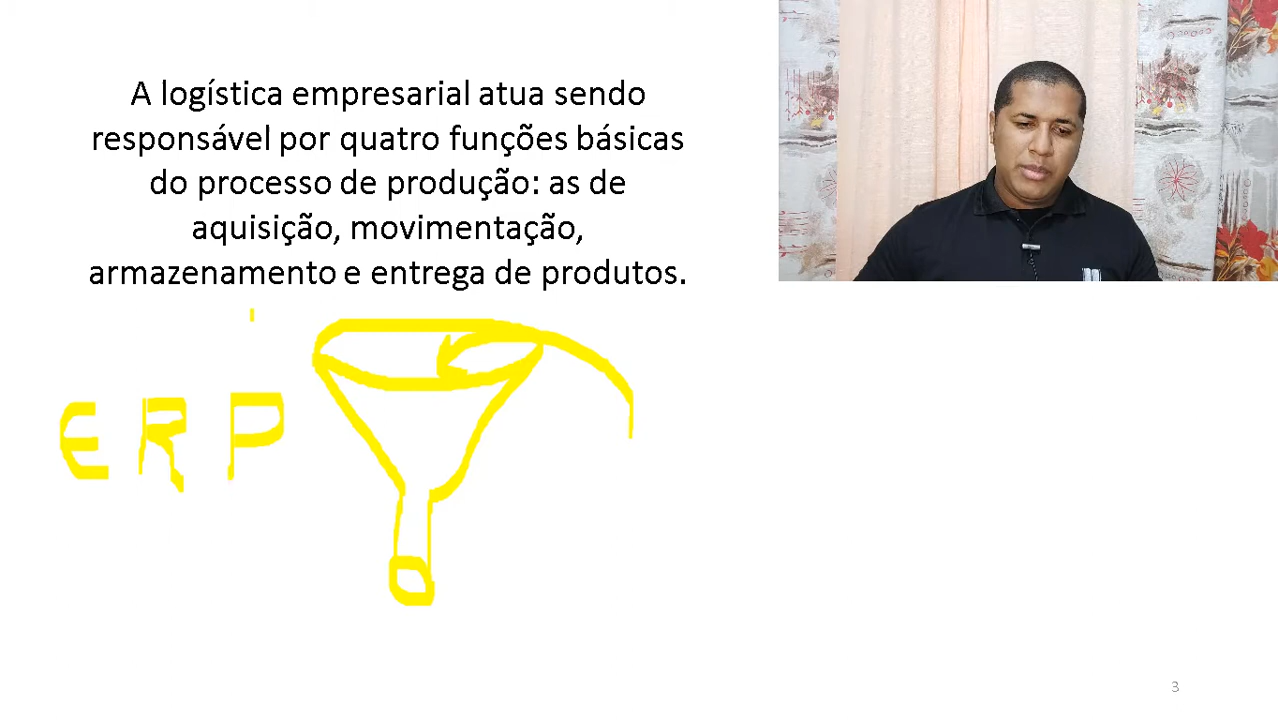 A logística empresarial atua sendo
responsável por quatro funções básicas
do processo de produção: as de
aquisição, movimentação,
armazenamento e entrega de produtos.
ERP
3